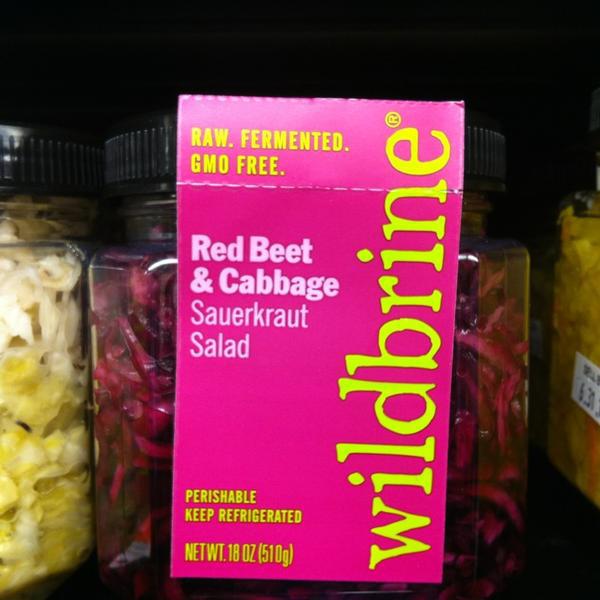 RAW. FERMENTED.
GMO FREE.
wildbrine®
Red Beet
& Cabbage
Sauerkraut
Salad
PERISHABLE
KEEP REFRIGERATED
NET WT. 18 OZ (510g)